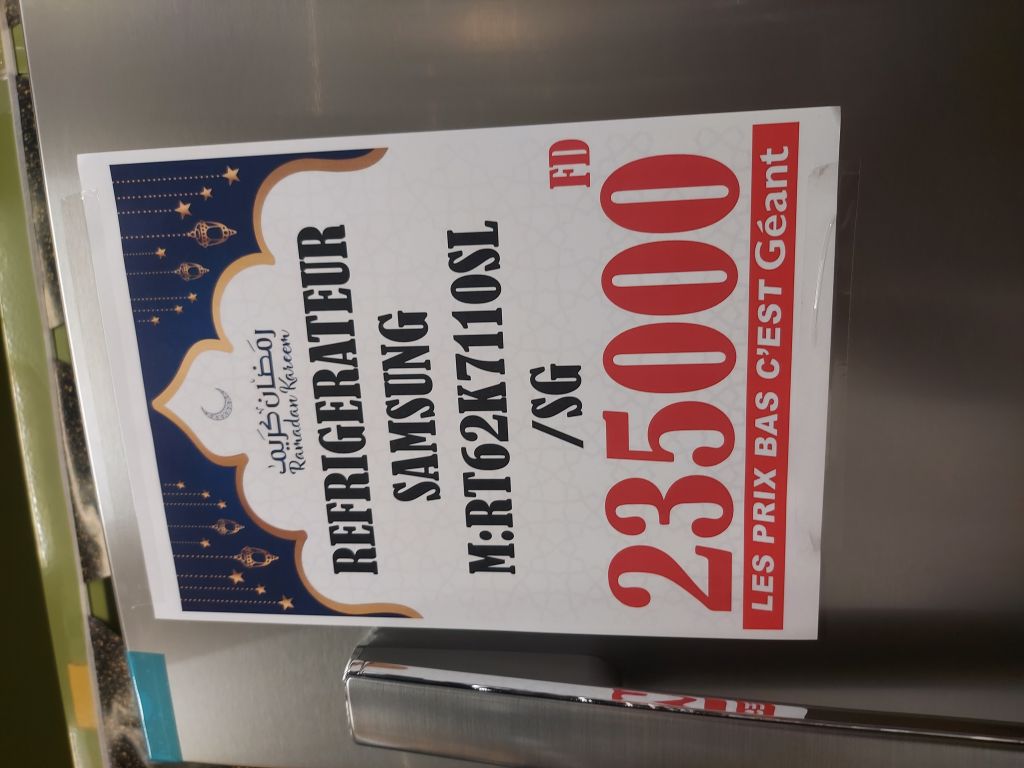 رمضان كريم
Ramadan Kareem
REFRIGERATEUR
SAMSUNG
M:RT62K7110SL
/SG
FD
235000
LES PRIX BAS C'EST Géant